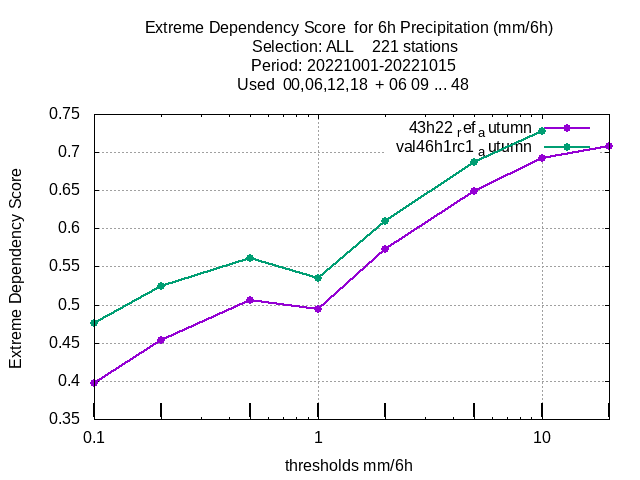 Extreme Dependency Score  for 6h Precipitation (mm/6h)
Selection: ALL    221 stations
Period: 20221001-20221015
Used  00,06,12,18  + 06 09 ... 48
0.75
43h22 ref autumn
val46h1rc1 autumn
0.7
0.65
0.6
0.55
0.5
0.45
0.4
0.35
Extreme Dependency Score
0.1
1
10
thresholds mm/6h